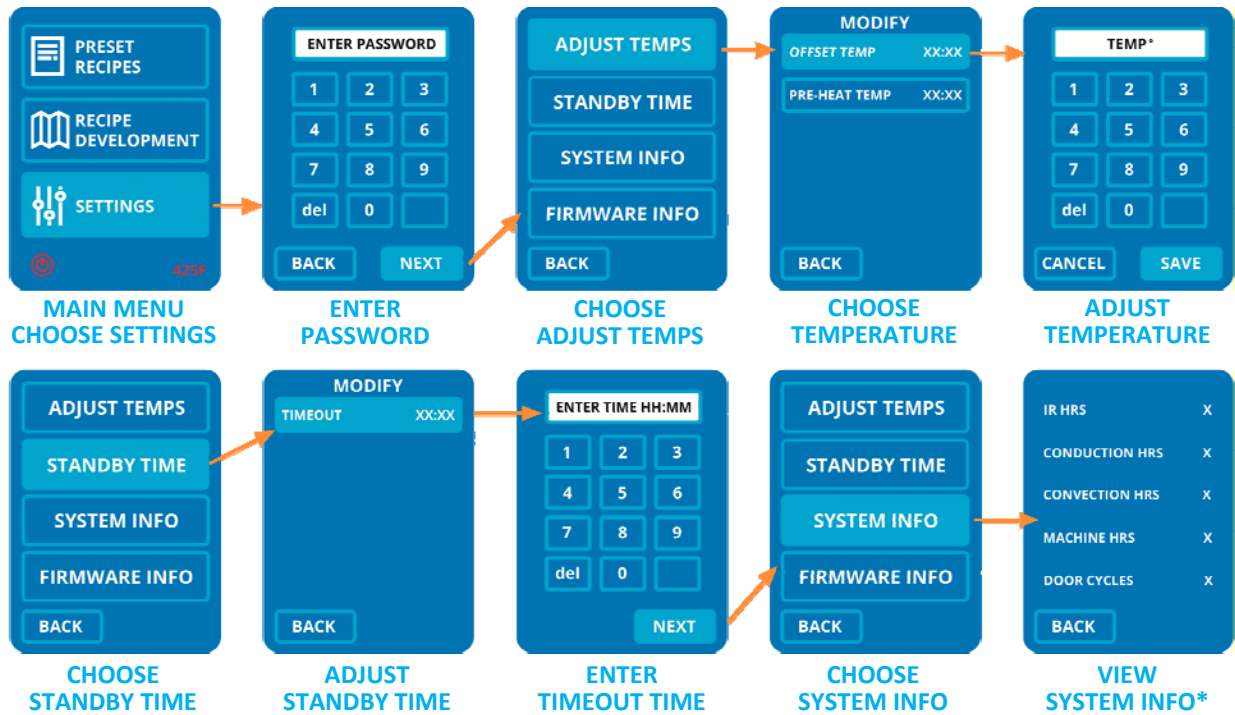 PRESET
RECIPES
RECIPE
DEVELOPMENT
SETTINGS
425F
MAIN MENU
CHOOSE SETTINGS
ENTER PASSWORD
1 2 3
4 5 6
7 8 9
del 0
BACK NEXT
ENTER
PASSWORD
ADJUST TEMPS
STANDBY TIME
SYSTEM INFO
FIRMWARE INFO
BACK
CHOOSE
ADJUST TEMPS
MODIFY
OFFSET TEMP XX:XX
PRE-HEAT TEMP XX:XX
BACK
CHOOSE
TEMPERATURE
TEMP°
1 2 3
4 5 6
7 8 9
del 0
CANCEL SAVE
ADJUST
TEMPERATURE
ADJUST TEMPS
STANDBY TIME
SYSTEM INFO
FIRMWARE INFO
BACK
CHOOSE
STANDBY TIME
MODIFY
TIMEOUT XX:XX
BACK
ADJUST
STANDBY TIME
ENTER TIME HH:MM
1 2 3
4 5 6
7 8 9
del 0
NEXT
ENTER
TIMEOUT TIME
ADJUST TEMPS
STANDBY TIME
SYSTEM INFO
FIRMWARE INFO
BACK
CHOOSE
SYSTEM INFO
IR HRS X
CONDUCTION HRS X
CONVECTION HRS X
MACHINE HRS X
DOOR CYCLES X
BACK
VIEW
SYSTEM INFO*